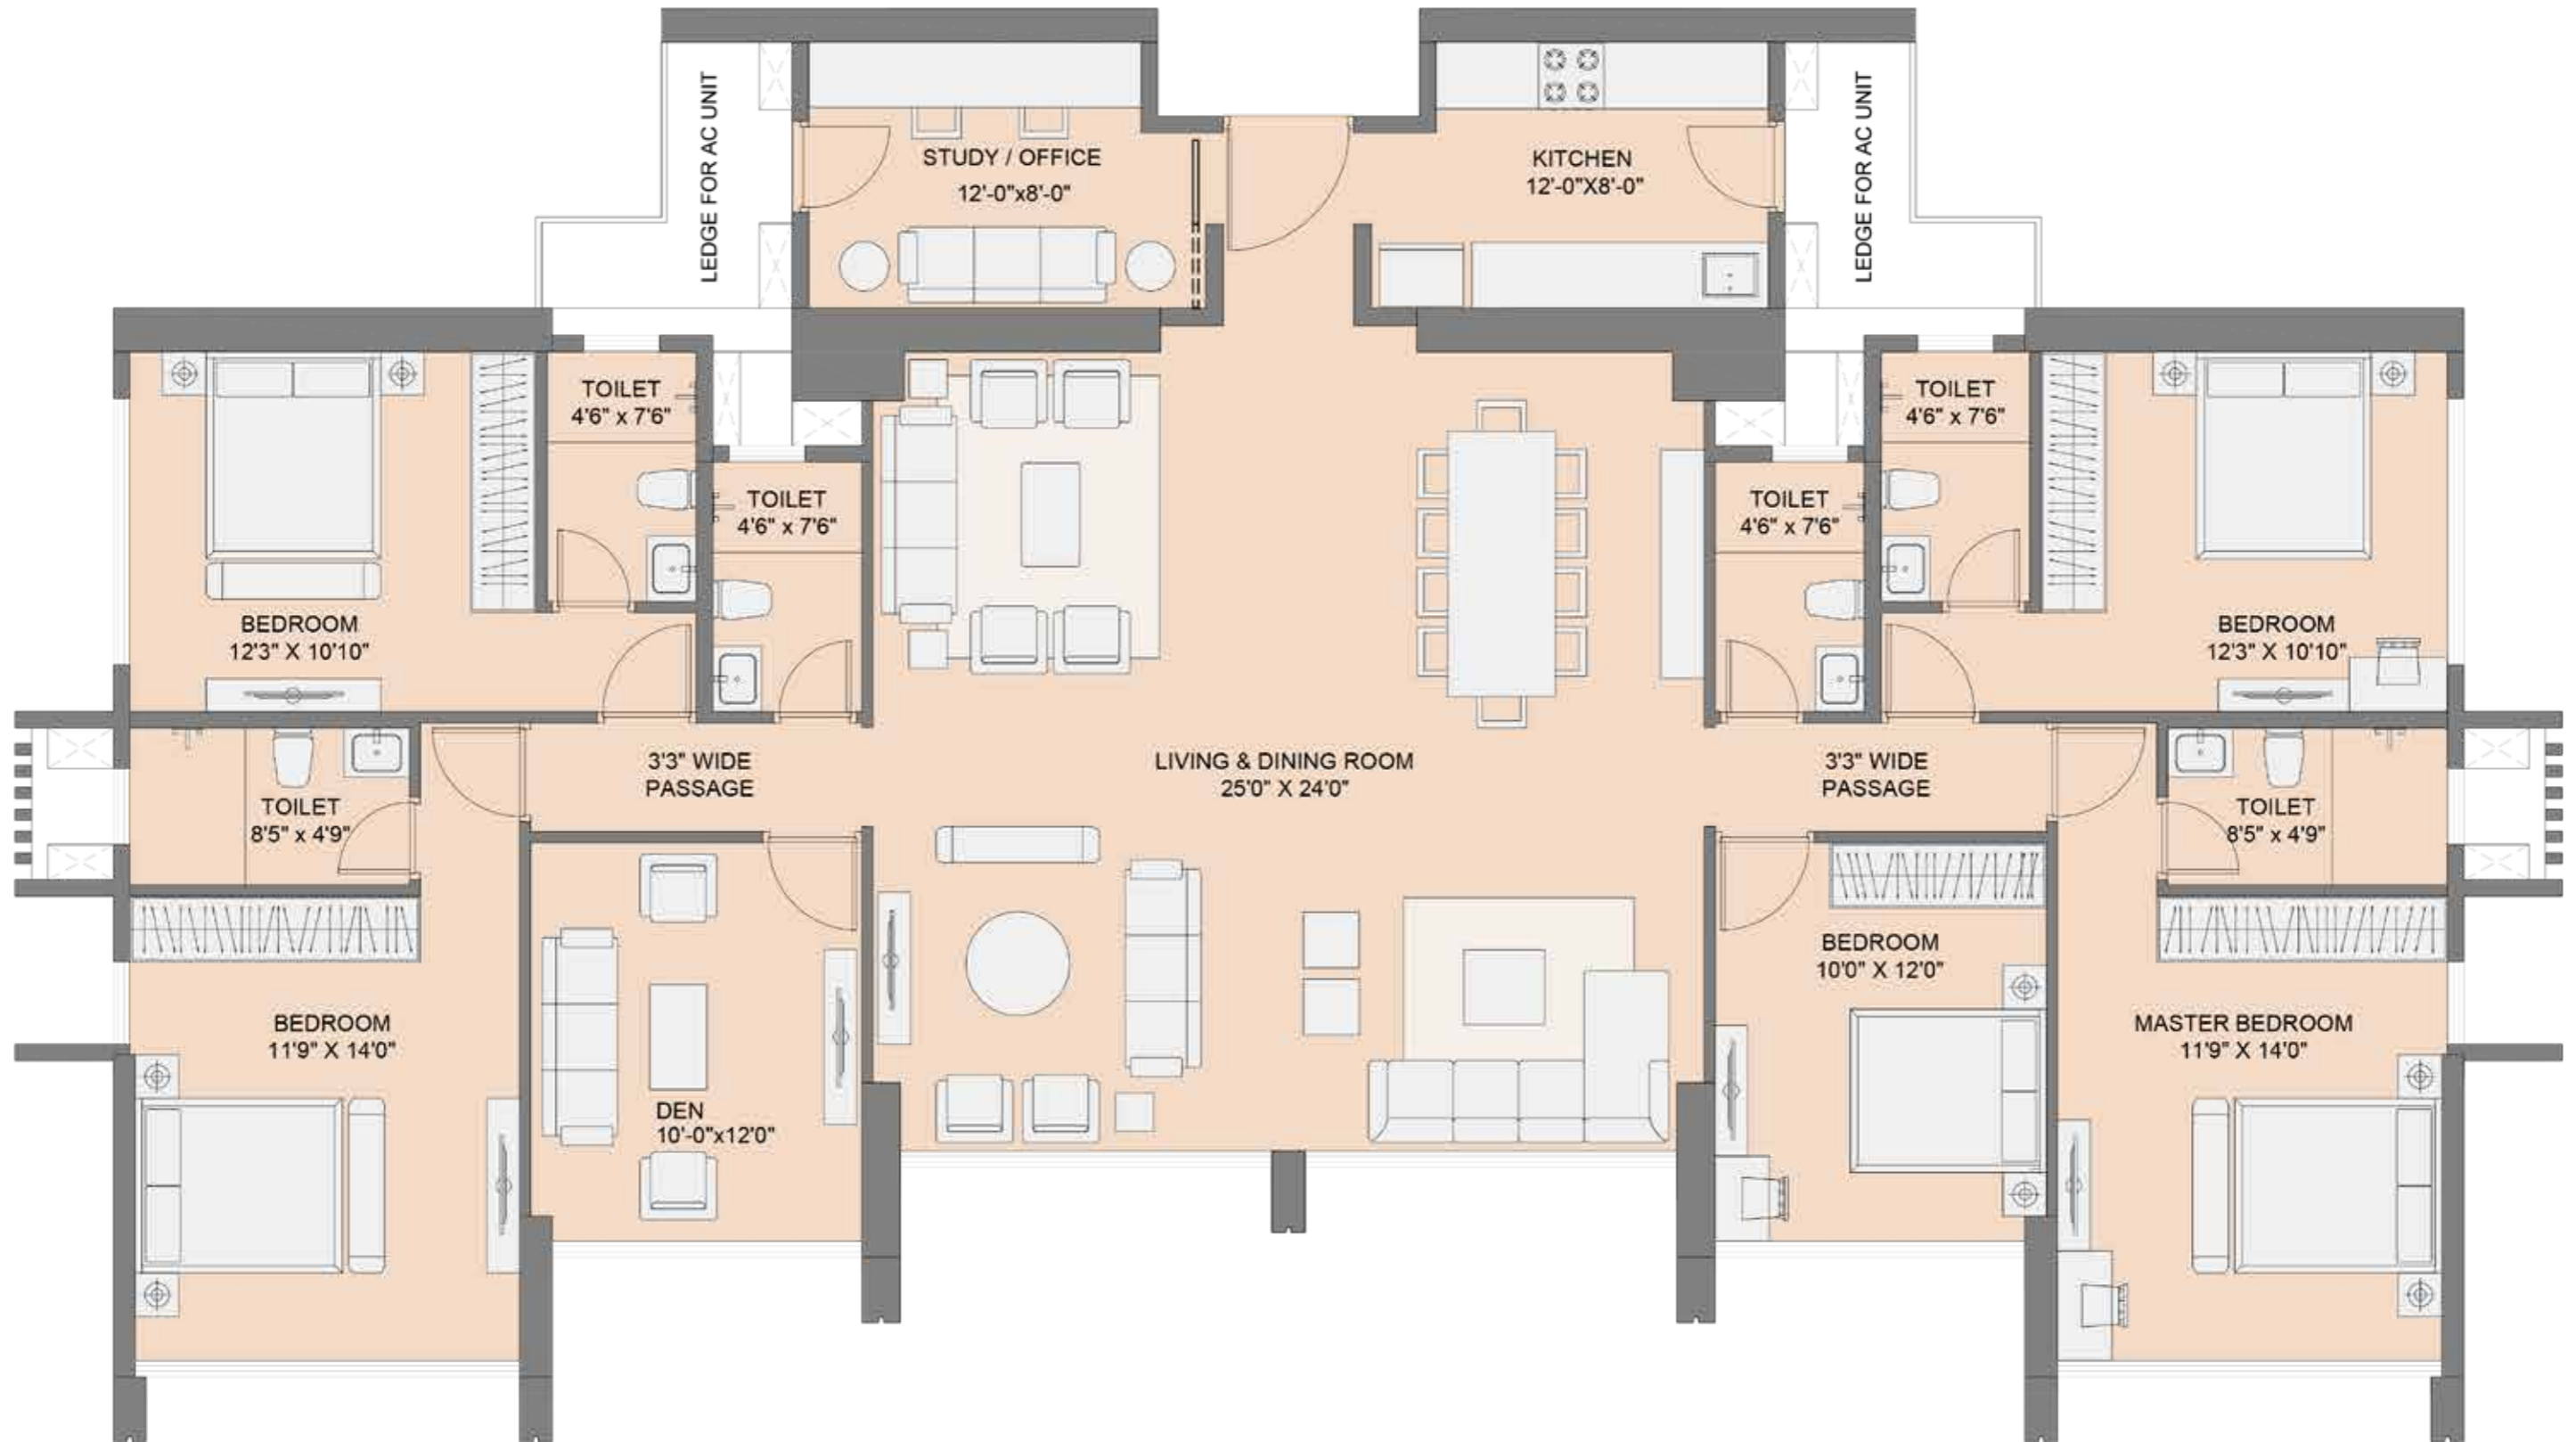 LEDGE FOR AC UNIT
STUDY / OFFICE
12'-0"x8'-0"
KITCHEN
12'-0"X8'-0"
LEDGE FOR AC UNIT
TOILET
4'6" x 7'6"
TOILET
4'6" x 7'6"
TOILET
4'6" x 7'6"
TOILET
4'6" x 7'6"
BEDROOM
12'3" X 10'10"
BEDROOM
12'3" X 10'10"
TOILET
8'5" x 4'9"
3'3" WIDE
PASSAGE
LIVING & DINING ROOM
25'0" X 24'0"
3'3" WIDE
PASSAGE
TOILET
8'5" x 4'9"
BEDROOM
11'9" X 14'0"
DEN
10'-0"x12'0"
BEDROOM
10'0" X 12'0"
MASTER BEDROOM
11'9" X 14'0"